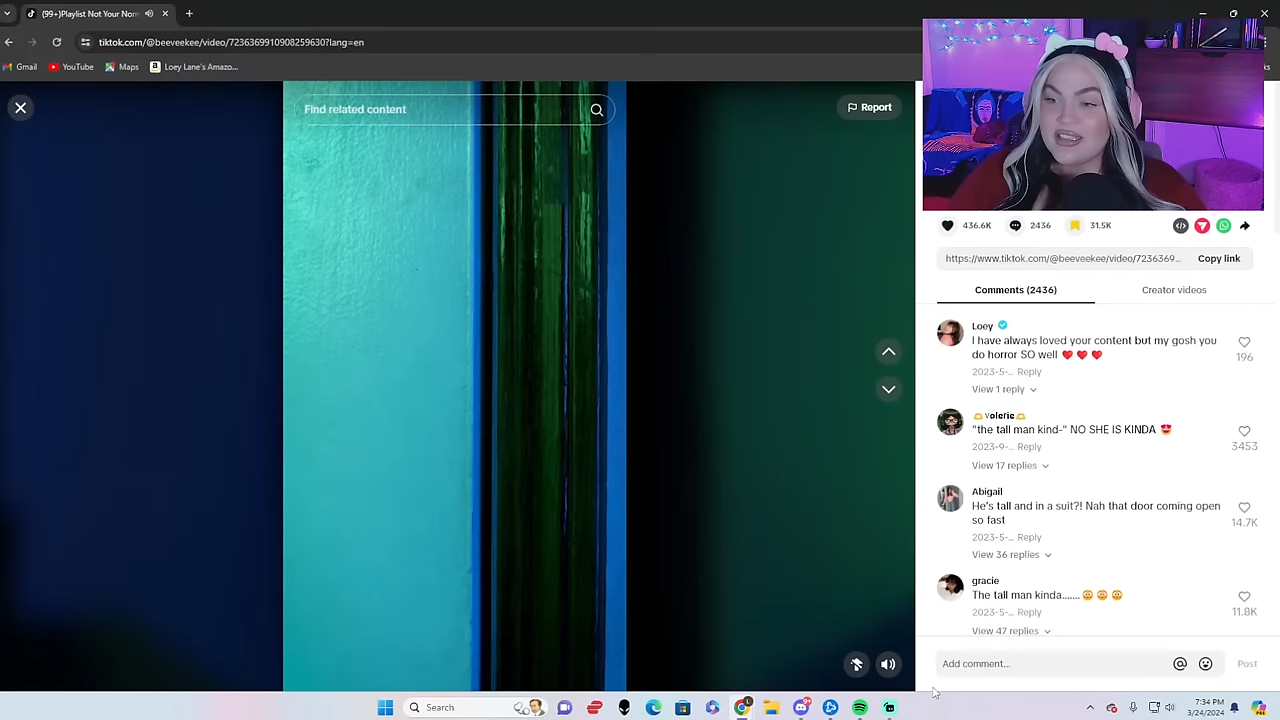 (99+)Playlist Not Your Norm
tiktok.com/@beeveekee/video/
?lang=en
Gmail
YouTube
Maps
Loey Lane's Amazo...
Find related content
Report
436.6K
2436
31.5K
https://www.tiktok.com/@beeveekee/video/7236369...
Copy link
Comments (2436)
Creator videos
Loey
I have always loved your content but my gosh you
do horror SO well ❤️ ❤️ ❤️
196
2023-5-... Reply
View 1 reply
valerie
"the tall man kind-" NO SHE IS KINDA 😍
3453
2023-9-... Reply
View 17 replies
Abigail
He's tall and in a suit?! Nah that door coming open
so fast
14.7K
2023-5-... Reply
View 36 replies
gracie
The tall man kinda.......
11.8K
2023-5-... Reply
View 47 replies
Add comment...
Post
Search
7:34 PM
3/24/2024